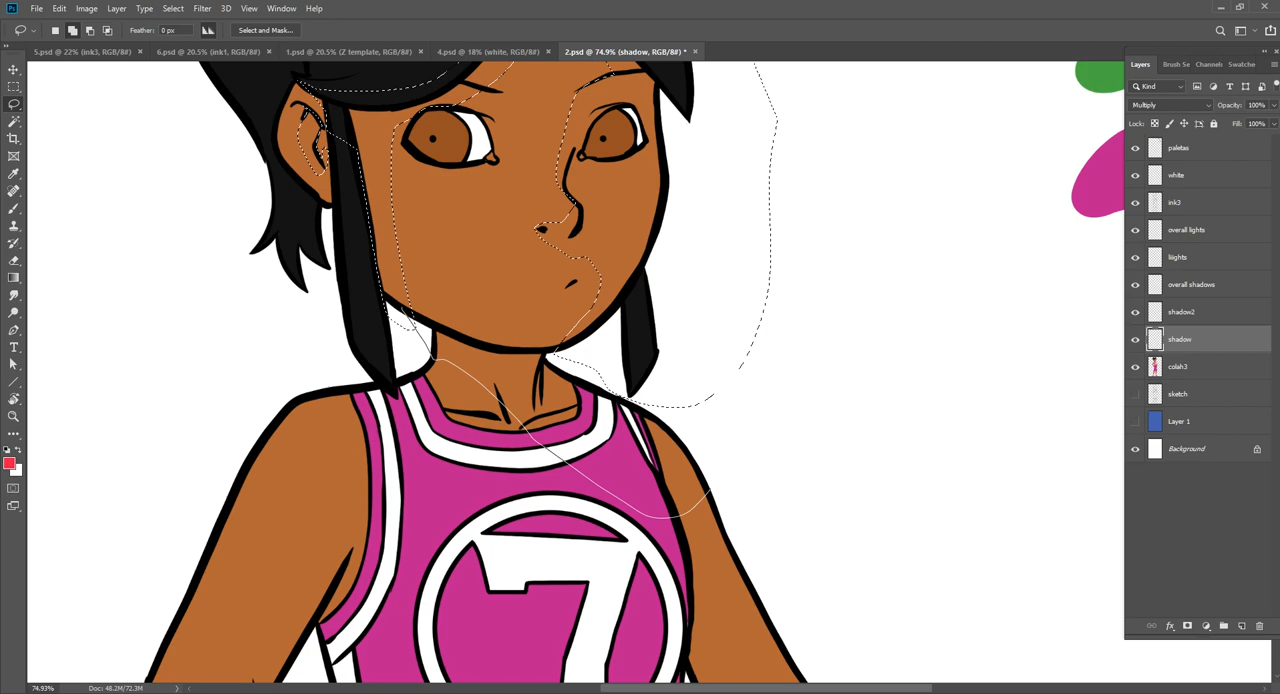 Ps File Edit Image Layer Type Select Filter 3D View Window Help
Feather: 0 px Select and Mask...
5.psd @ 22% (ink3, RGB/8#) × 6.psd @ 20.5% (ink1, RGB/8#) × 1.psd @ 20.5% (Z template, RGB/8#) × 4.psd @ 18% (white, RGB/8#) × 2.psd @ 74.9% (shadow, RGB/8#) * ×
Layers Brush Se Channels Swatche
Kind
Multiply Opacity: 100%
Lock: Fill: 100%
paletas
white
ink3
overall lights
liiights
overall shadows
shadow2
shadow
colah3
sketch
Layer 1
Background
7
74.93% Doc: 48.2M/72.3M